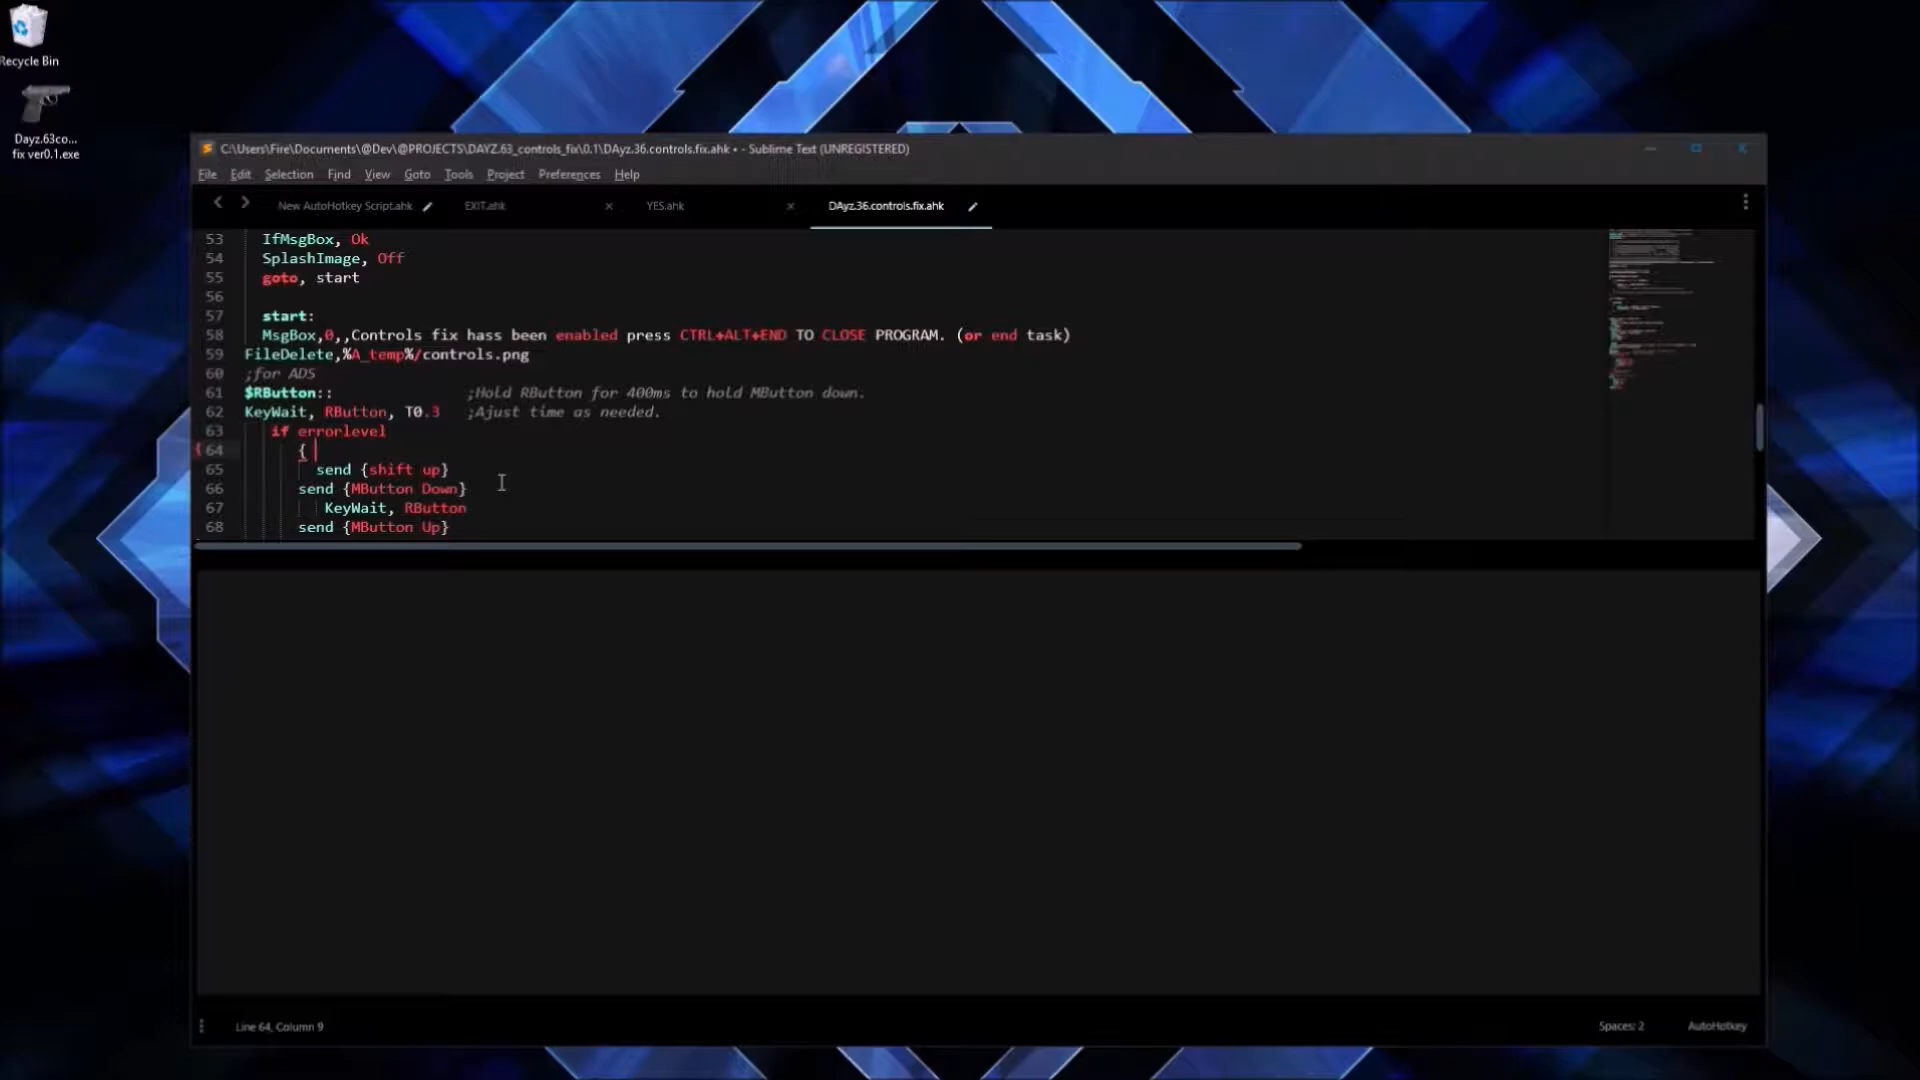 Recycle Bin
Dayz.63co...
fix ver0.1.exe
C:\Users\Fire\Documents\@Dev\@PROJECTS\DAYZ.63_controls_fix\0.1\DAyz.36.controls.fix.ahk • - Sublime Text (UNREGISTERED)
File Edit Selection Find View Goto Tools Project Preferences Help
New AutoHotkey Script.ahk EXIT.ahk YES.ahk DAyz.36.controls.fix.ahk
53 IfMsgBox, Ok
54 SplashImage, Off
55 goto, start
56
57 start:
58 MsgBox,0,,Controls fix hass been enabled press CTRL+ALT+END TO CLOSE PROGRAM. (or end task)
59 FileDelete,%A_temp%/controls.png
60 ;for ADS
61 $RButton:: ;Hold RButton for 400ms to hold MButton down.
62 KeyWait, RButton, T0.3 ;Ajust time as needed.
63 if errorlevel
64 {
65 send {shift up}
66 send {MButton Down}
67 KeyWait, RButton
68 send {MButton Up}
Line 64, Column 9
Spaces: 2
AutoHotkey